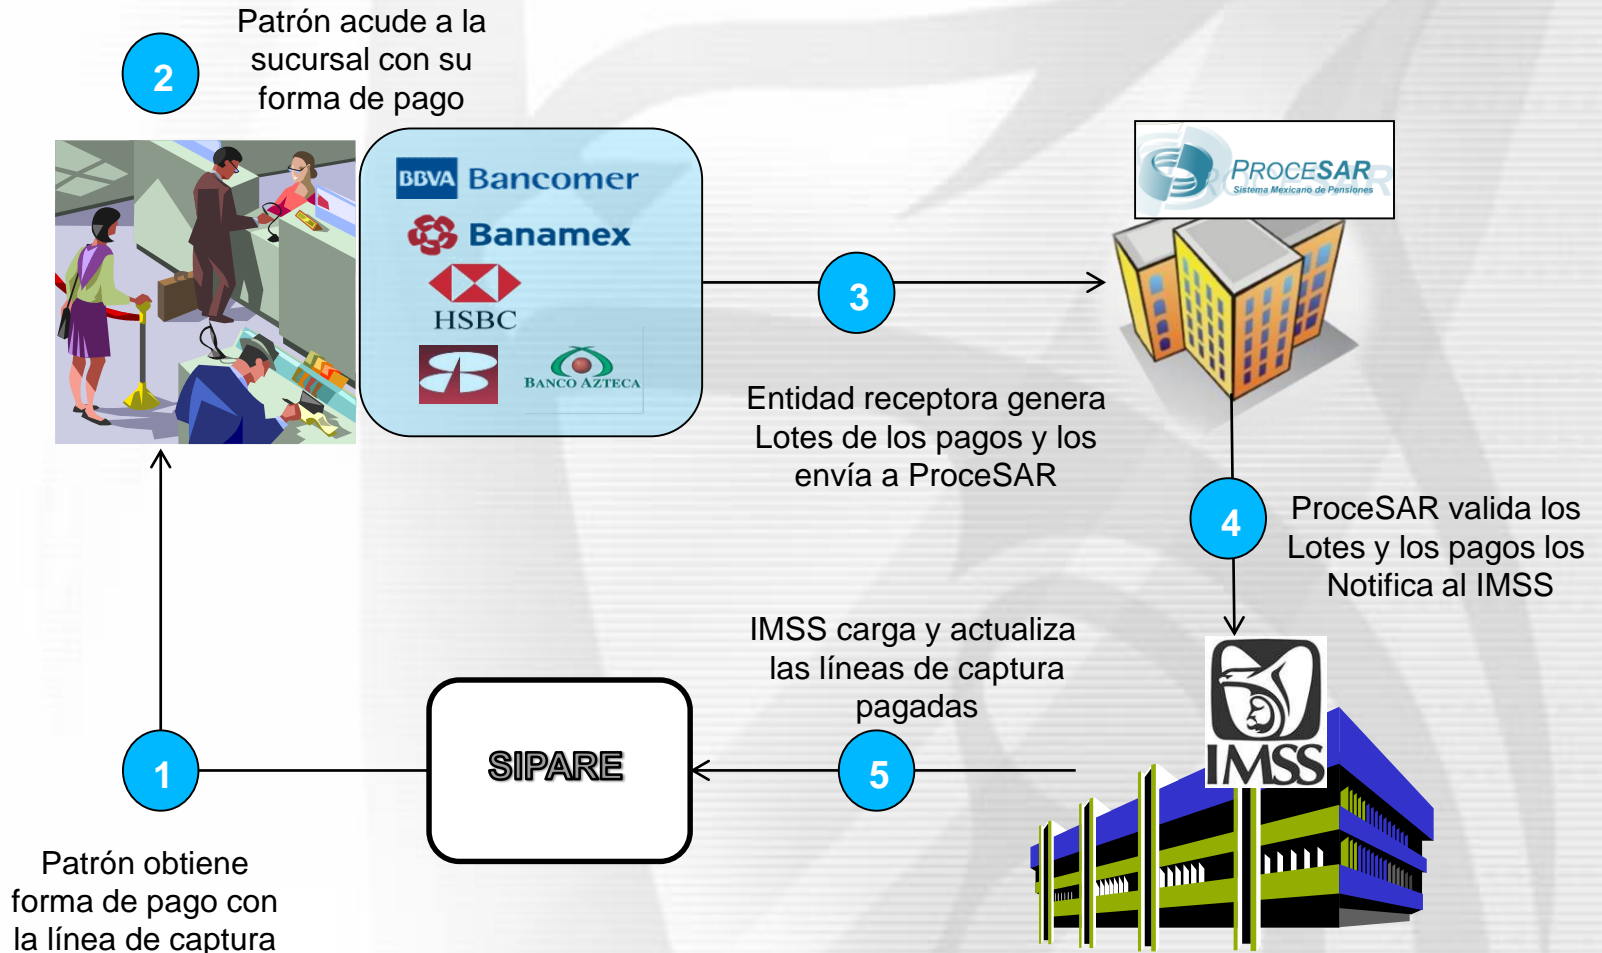 2
Patrón acude a la
sucursal con su
forma de pago
BBVA Bancomer
Banamex
HSBC
BANCO AZTECA
3
Entidad receptora genera
Lotes de los pagos y los
envía a ProceSAR
PROCESAR
Sistema Mexicano de Pensiones
4
ProceSAR valida los
Lotes y los pagos los
Notifica al IMSS
IMSS
IMSS carga y actualiza
las líneas de captura
pagadas
5
SIPARE
1
Patrón obtiene
forma de pago con
la línea de captura